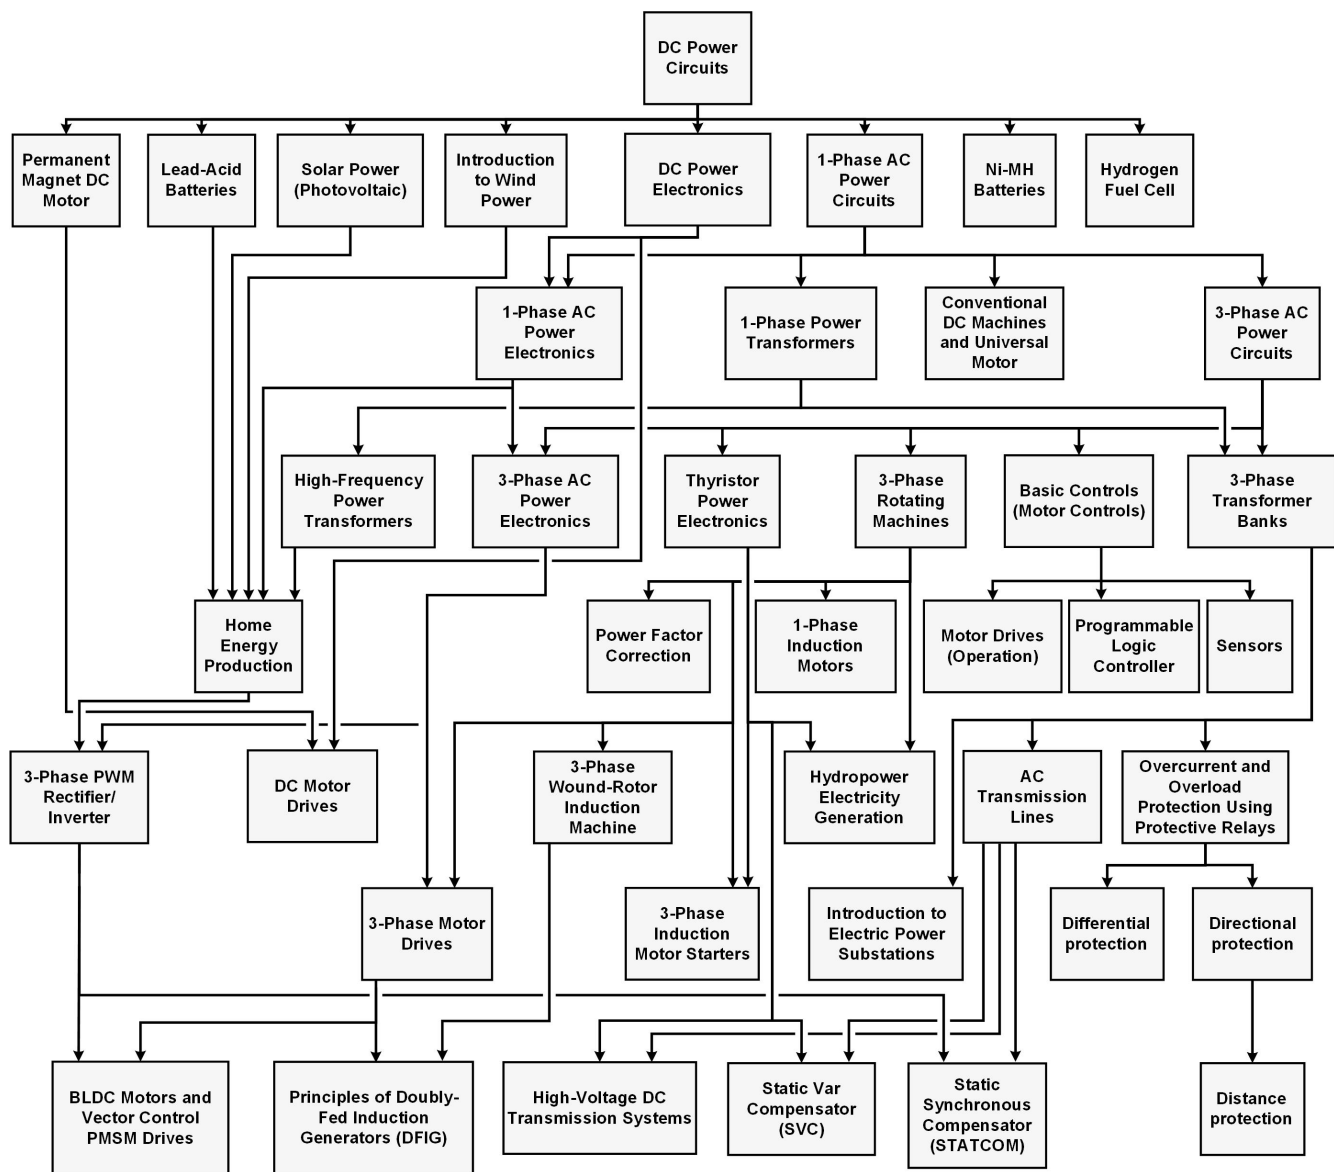 DC Power
Circuits
Permanent
Magnet DC
Motor
Lead-Acid
Batteries
Solar Power
(Photovoltaic)
Introduction
to Wind
Power
DC Power
Electronics
1-Phase AC
Power
Circuits
Ni-MH
Batteries
Hydrogen
Fuel Cell
1-Phase AC
Power
Electronics
1-Phase Power
Transformers
Conventional
DC Machines
and Universal
Motor
3-Phase AC
Power
Circuits
High-Frequency
Power
Transformers
3-Phase AC
Power
Electronics
Thyristor
Power
Electronics
3-Phase
Rotating
Machines
Basic Controls
(Motor Controls)
3-Phase
Transformer
Banks
Home
Energy
Production
Power Factor
Correction
1-Phase
Induction
Motors
Motor Drives
(Operation)
Programmable
Logic
Controller
Sensors
3-Phase PWM
Rectifier/
Inverter
DC Motor
Drives
3-Phase
Wound-Rotor
Induction
Machine
Hydropower
Electricity
Generation
AC
Transmission
Lines
Overcurrent and
Overload
Protection Using
Protective Relays
3-Phase Motor
Drives
3-Phase
Induction
Motor Starters
Introduction to
Electric Power
Substations
Differential
protection
Directional
protection
BLDC Motors and
Vector Control
PMSM Drives
Principles of Doubly-
Fed Induction
Generators (DFIG)
High-Voltage DC
Transmission Systems
Static Var
Compensator
(SVC)
Static
Synchronous
Compensator
(STATCOM)
Distance
protection